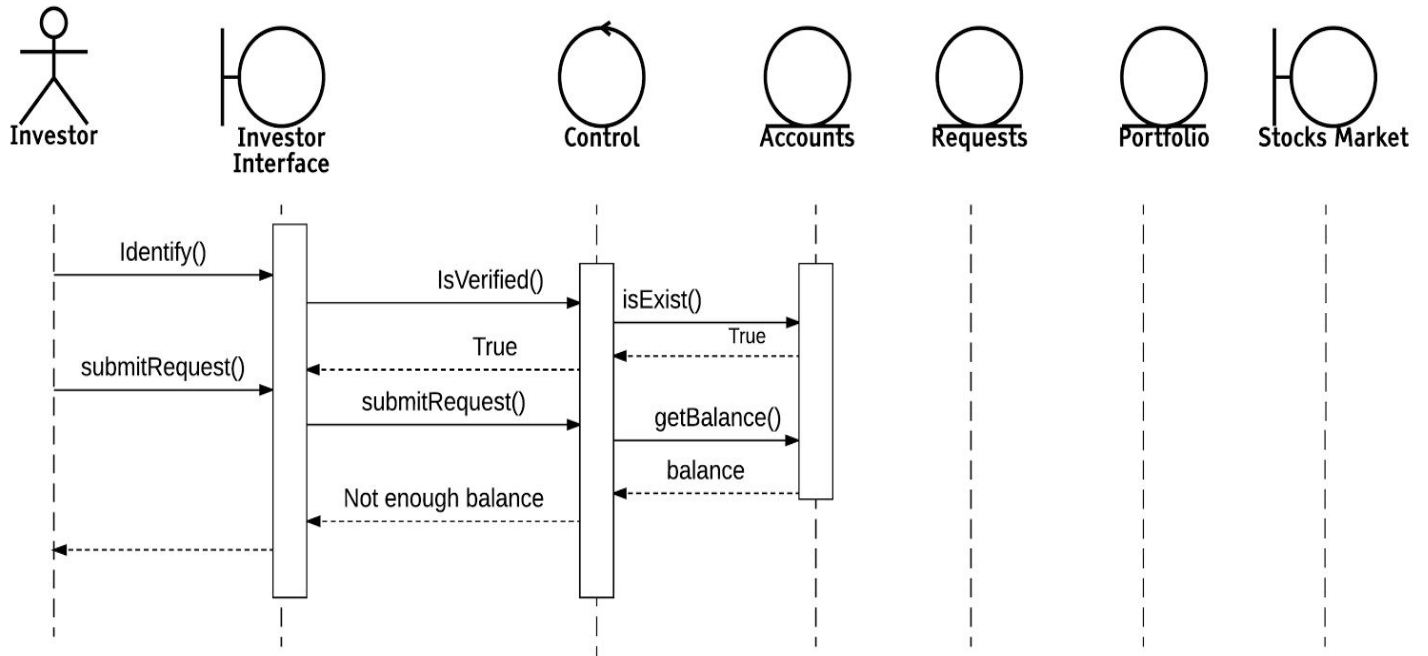 Investor
Investor
Interface
Control
Accounts
Requests
Portfolio
Stocks Market
Identify()
IsVerified()
isExist()
True
True
submitRequest()
submitRequest()
getBalance()
balance
Not enough balance